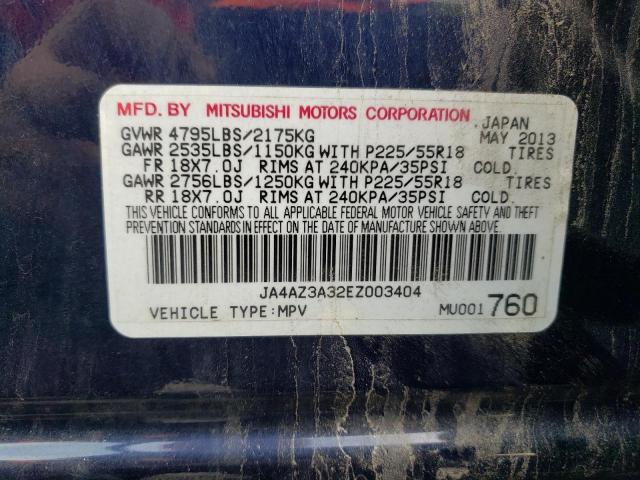 MFD. BY MITSUBISHI MOTORS CORPORATION JAPAN
GVWR 4795LBS/2175KG MAY 2013
GAWR 2535LBS/1150KG WITH P225/55R18 TIRES
FR 18X7.0J RIMS AT 240KPA/35PSI COLD.
GAWR 2756LBS/1250KG WITH P225/55R18 TIRES
RR 18X7.0J RIMS AT 240KPA/35PSI COLD.
THIS VEHICLE CONFORMS TO ALL APPLICABLE FEDERAL MOTOR VEHICLE SAFETY AND THEFT
PREVENTION STANDARDS IN EFFECT ON THE DATE OF MANUFACTURE SHOWN ABOVE.
JA4AZ3A32EZ003404
VEHICLE TYPE:MPV MU001 760